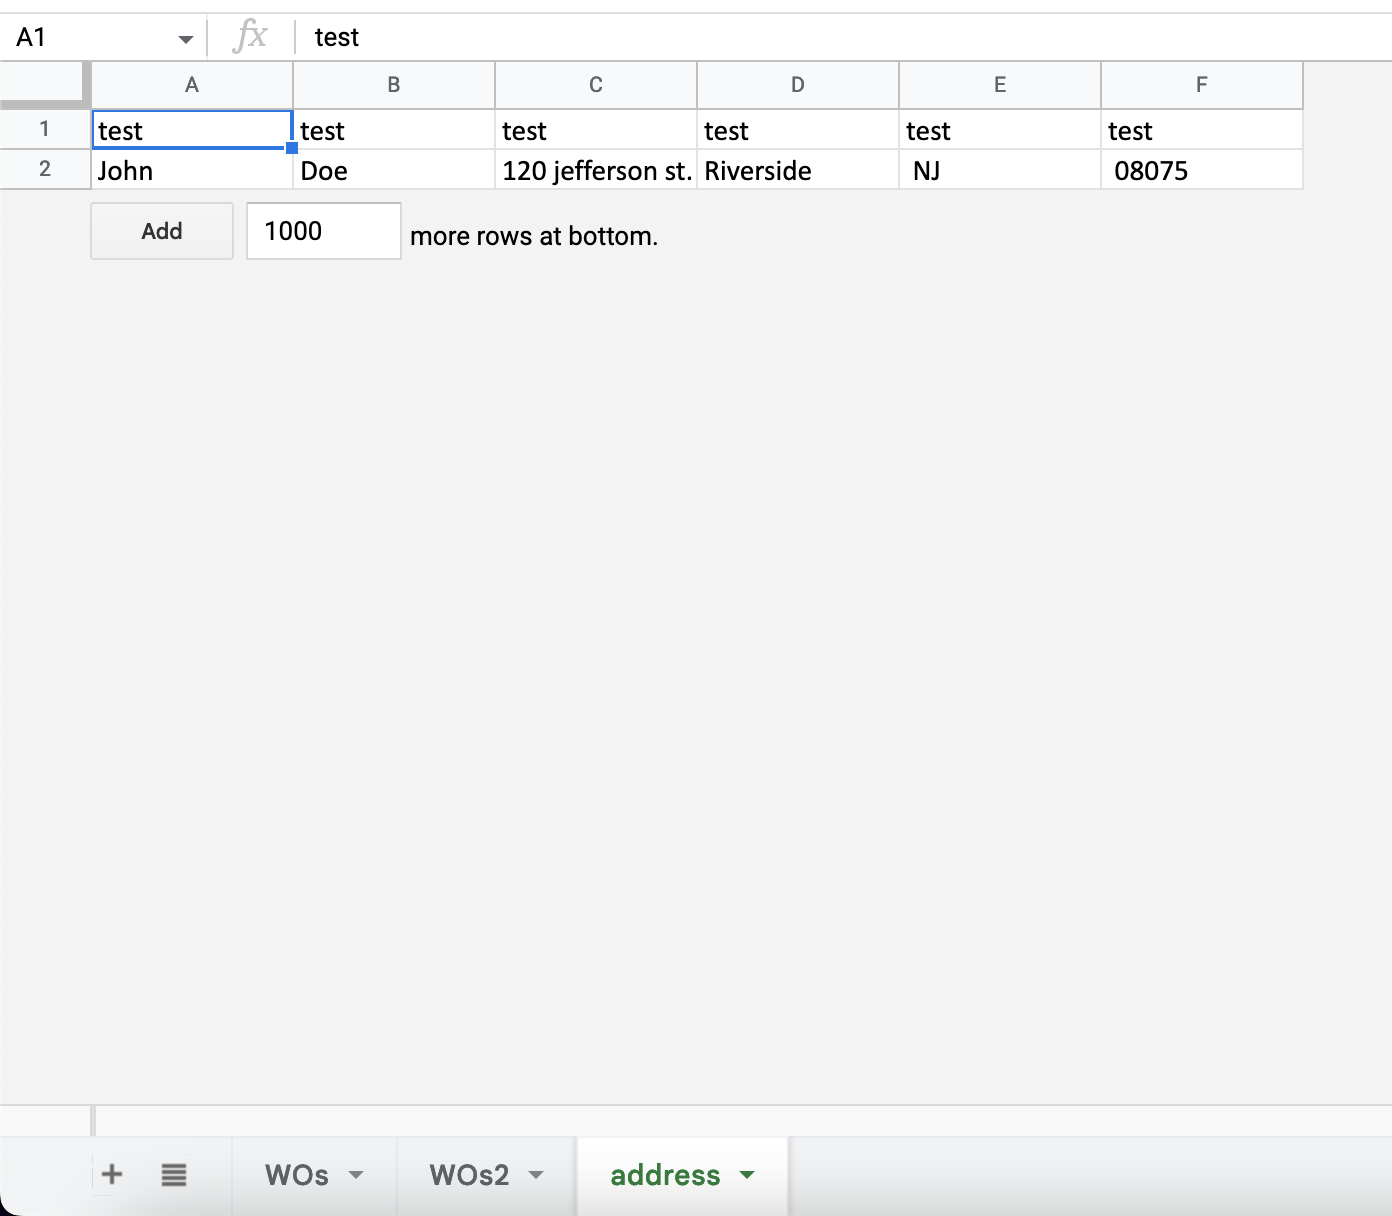 A1 fx test
A B C D E F
1 test test test test test test
2 John Doe 120 jefferson st. Riverside NJ 08075
Add 1000 more rows at bottom.
+ WOs WOs2 address